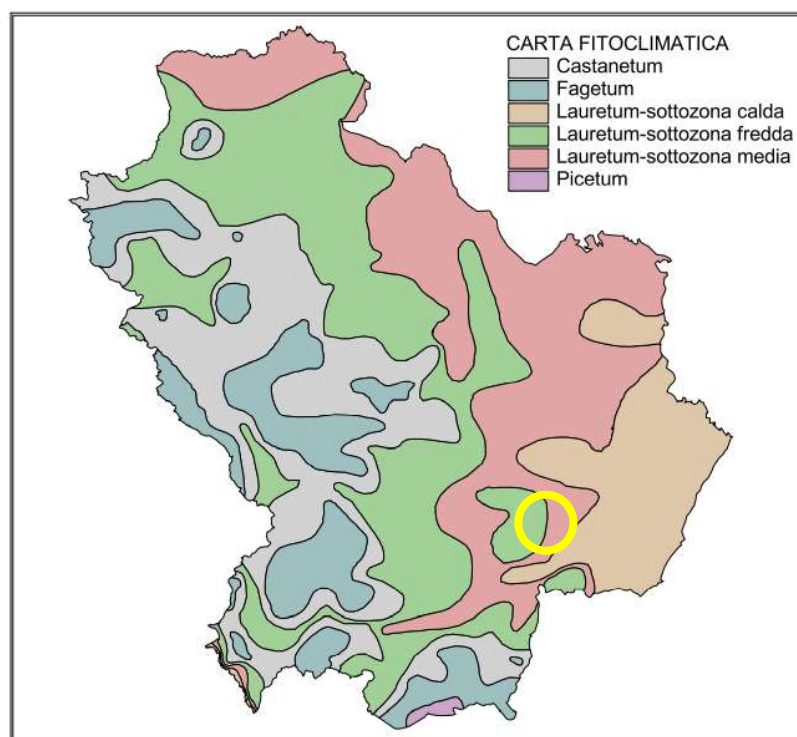 CARTA FITOCLIMATICA
Castanetum
Fagetum
Lauretum-sottozona calda
Lauretum-sottozona fredda
Lauretum-sottozona media
Picetum